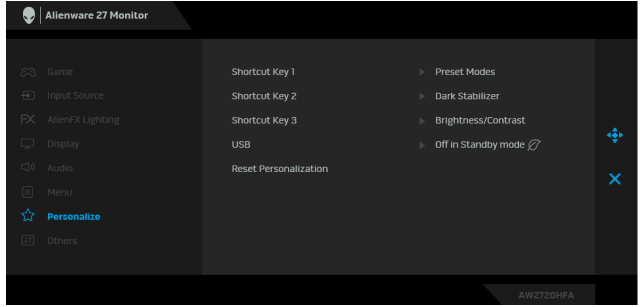 Alienware 27 Monitor
Game
Input Source
AlienFX Lighting
Display
Audio
Menu
Personalize
Others
Shortcut Key 1 Preset Modes
Shortcut Key 2 Dark Stabilizer
Shortcut Key 3 Brightness/Contrast
USB Off in Standby mode
Reset Personalization
AW2720HFA